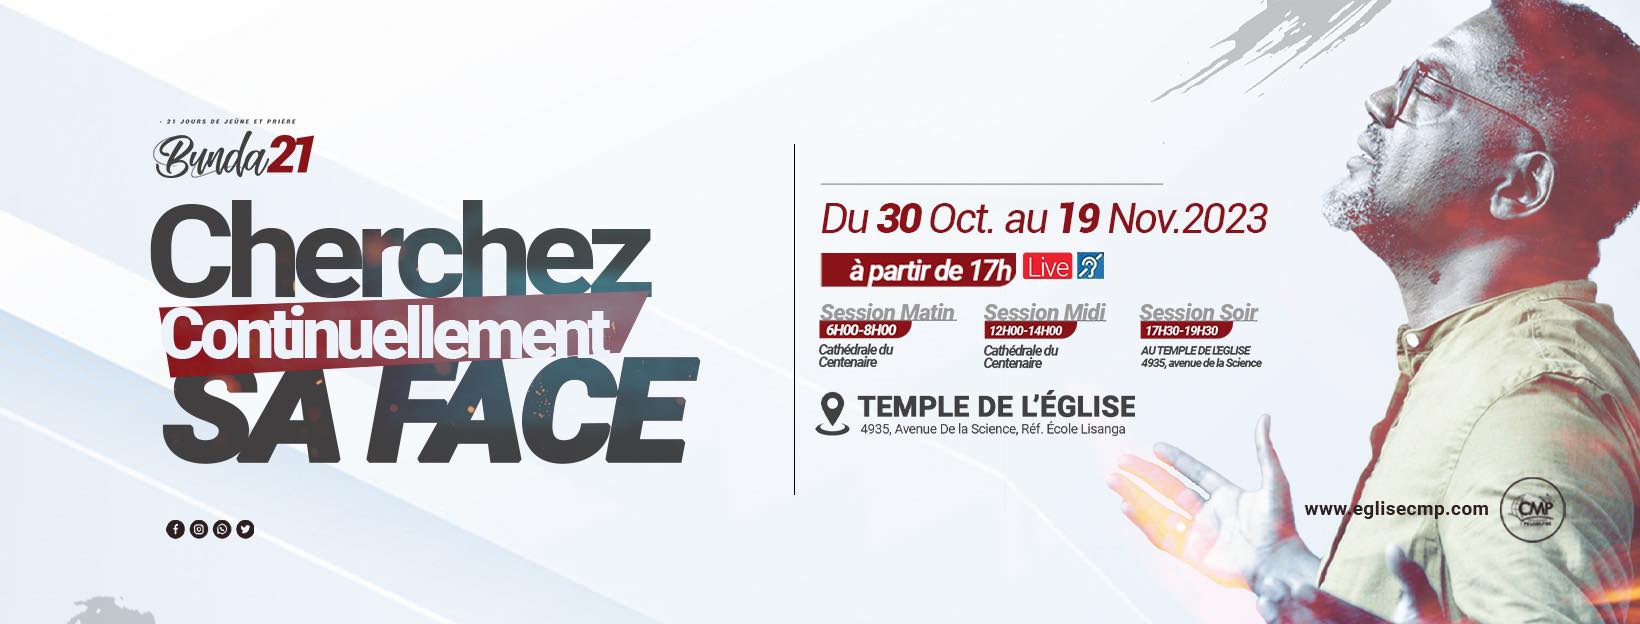 - 21 JOURS DE JEÛNE ET PRIÈRE
Bunda21
Cherchez
Continuellement
SA FACE
Du 30 Oct. au 19 Nov.2023
à partir de 17h Live
Session Matin
6H00-8H00
Cathédrale du
Centenaire
Session Midi
12H00-14H00
Cathédrale du
Centenaire
Session Soir
17H30-19H30
AU TEMPLE DE L'EGLISE
4935, avenue de la Science
TEMPLE DE L'ÉGLISE
4935, Avenue De la Science, Réf. École Lisanga
www.eglisecmp.com
CMP